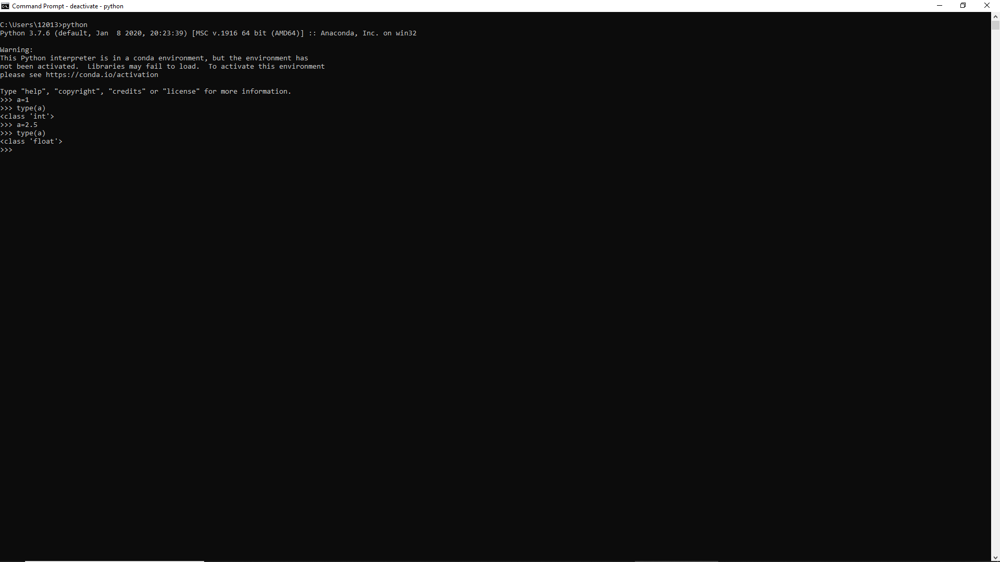 Command Prompt - deactivate - python
C:\Users\12013>python
Python 3.7.6 (default, Jan  8 2020, 20:23:39) [MSC v.1916 64 bit (AMD64)] :: Anaconda, Inc. on win32
Warning:
This Python interpreter is in a conda environment, but the environment has
not been activated.  Libraries may fail to load.  To activate this environment
please see https://conda.io/activation
Type "help", "copyright", "credits" or "license" for more information.
>>> a=1
>>> type(a)
<class 'int'>
>>> a=2.5
>>> type(a)
<class 'float'>
>>>